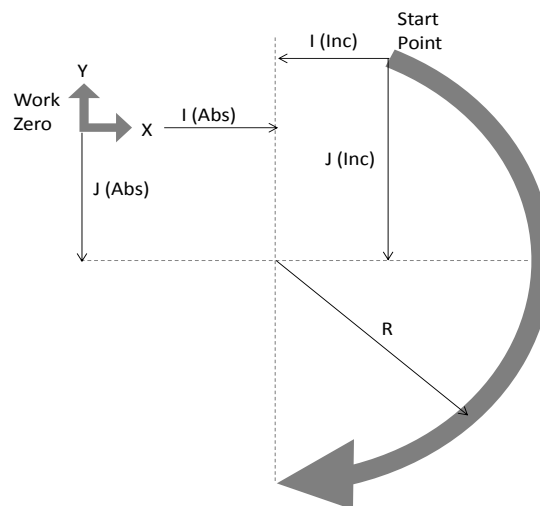 Start
Point
I (Inc)
Y
Work
Zero
X
I (Abs)
J (Inc)
J (Abs)
R